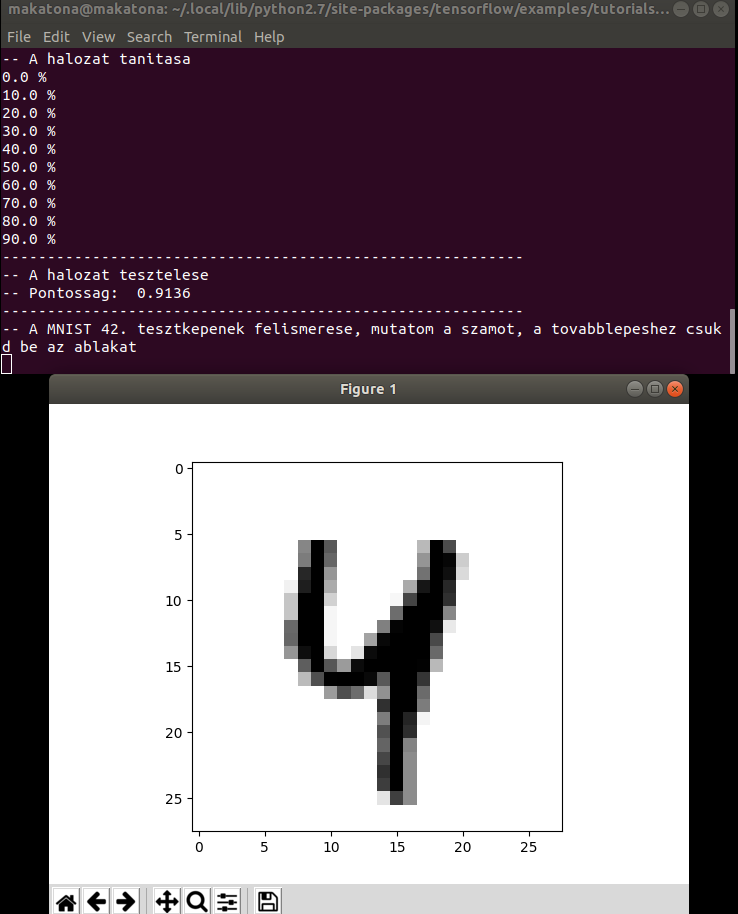 makatona@makatona: ~/.local/lib/python2.7/site-packages/tensorflow/examples/tutorials...
File Edit View Search Terminal Help
-- A halozat tanitasa
0.0 %
10.0 %
20.0 %
30.0 %
40.0 %
50.0 %
60.0 %
70.0 %
80.0 %
90.0 %
----------------------------------------------------------
-- A halozat tesztelese
-- Pontossag:  0.9136
----------------------------------------------------------
-- A MNIST 42. tesztkepenek felismerese, mutatom a szamot, a tovabblepeshez csuk
d be az ablakat
Figure 1
0
5
10
15
20
25
0 5 10 15 20 25
4